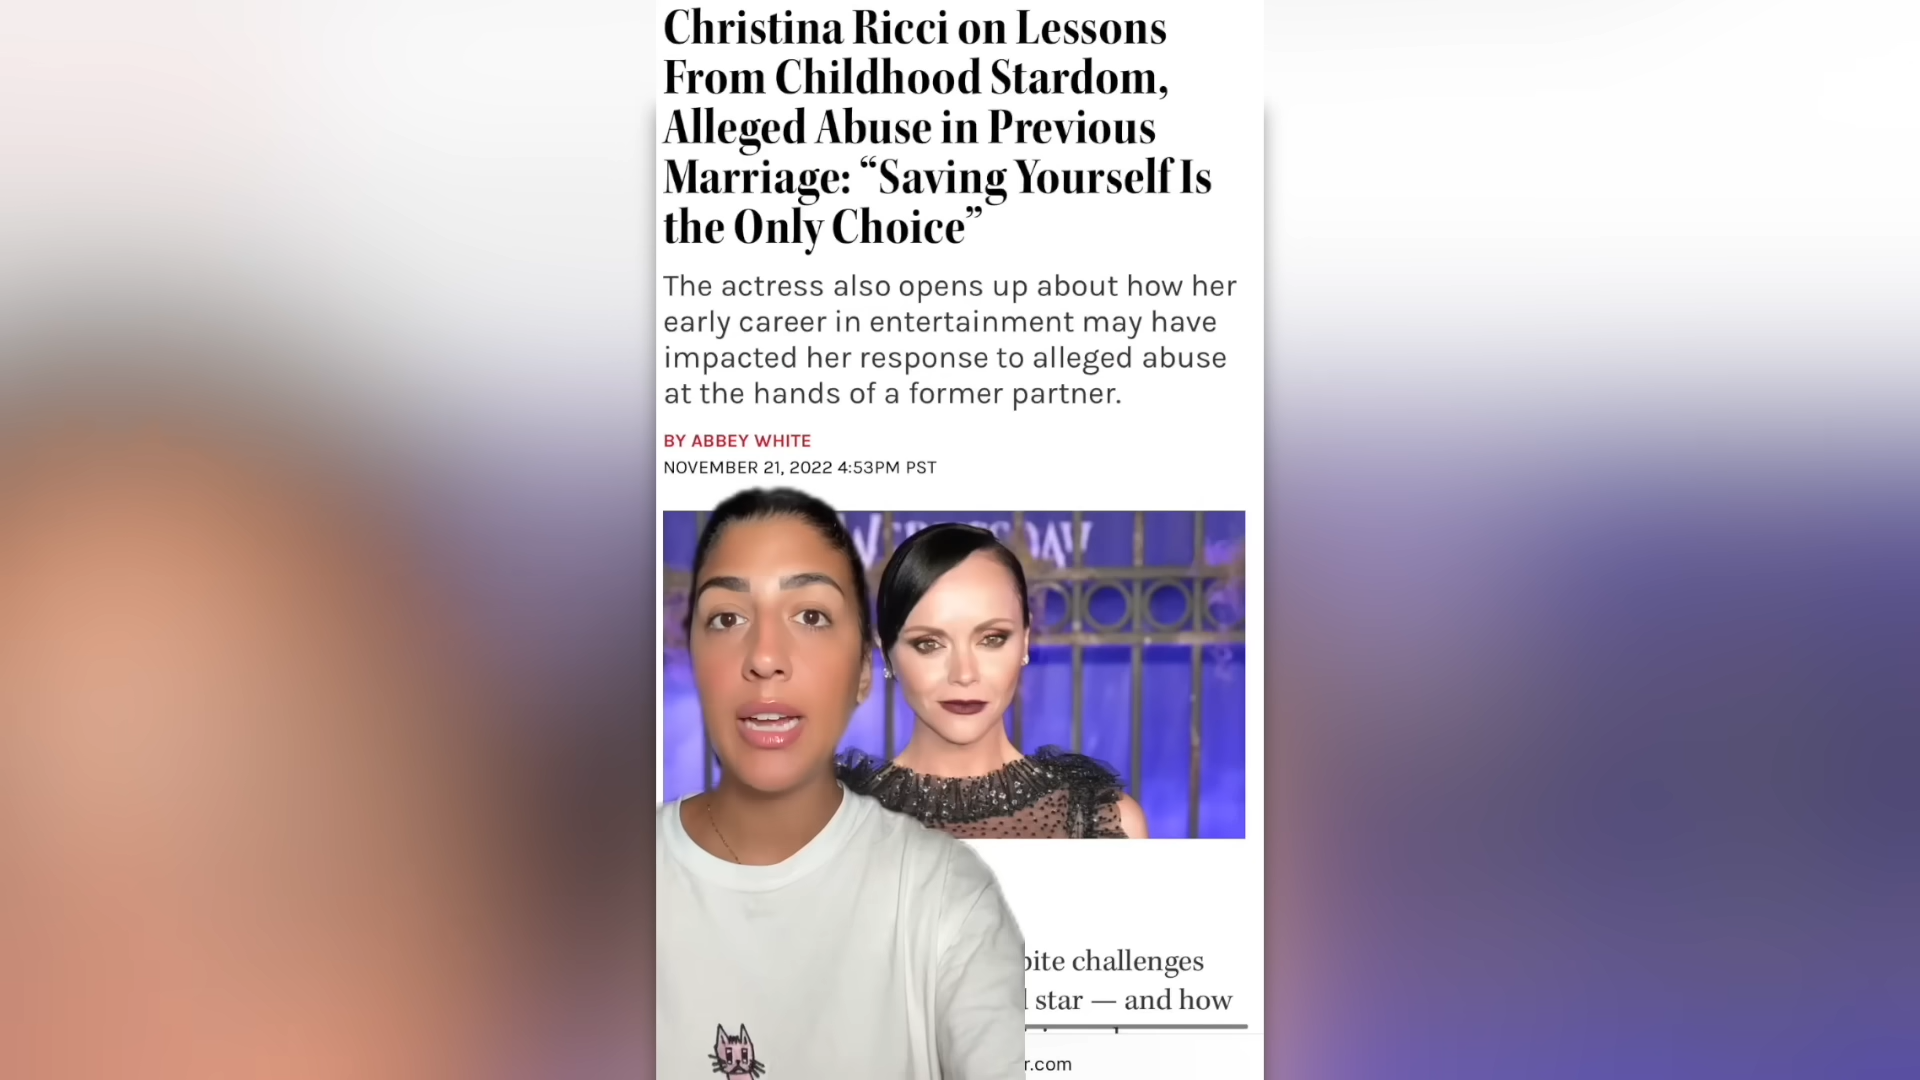 Christina Ricci on Lessons
From Childhood Stardom,
Alleged Abuse in Previous
Marriage: “Saving Yourself Is
the Only Choice”
The actress also opens up about how her
early career in entertainment may have
impacted her response to alleged abuse
at the hands of a former partner.
BY ABBEY WHITE
NOVEMBER 21, 2022 4:53PM PST
WEDNESDAY
challenges
star — and how
.com